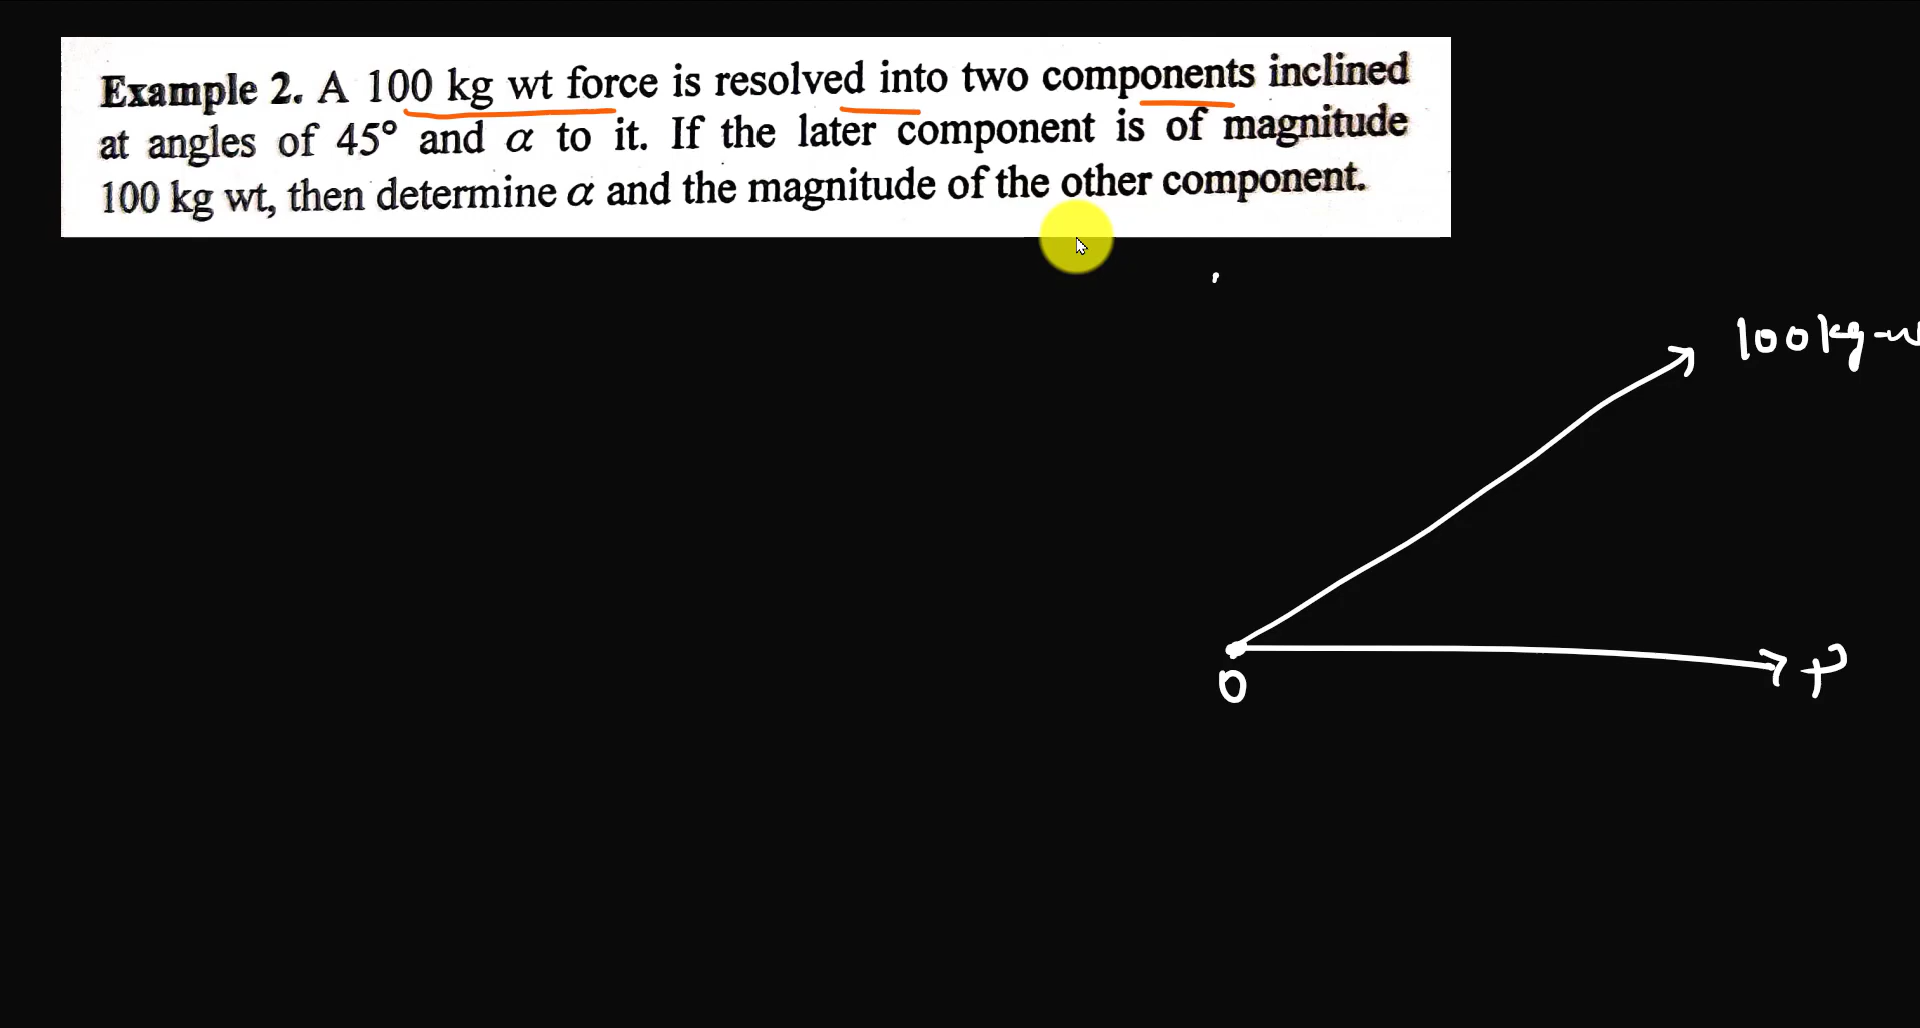 Example 2. A 100 kg wt force is resolved into two components inclined
at angles of 45° and α to it. If the later component is of magnitude
100 kg wt, then determine α and the magnitude of the other component.
100kg-w
O
P